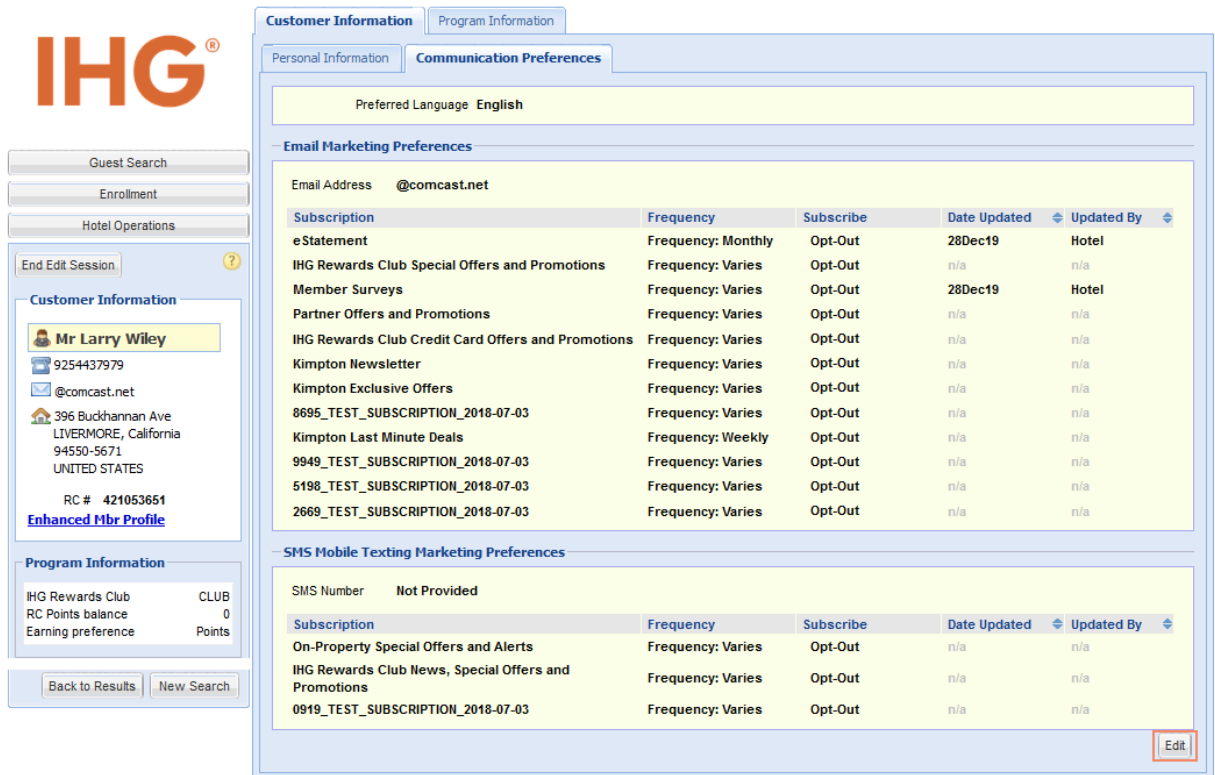 IHG®
Guest Search
Enrollment
Hotel Operations
End Edit Session
?
Customer Information
Mr Larry Wiley
9254437979
@comcast.net
396 Buckhannan Ave
LIVERMORE, California
94550-5671
UNITED STATES
RC # 421053651
Enhanced Mbr Profile
Program Information
IHG Rewards Club CLUB
RC Points balance 0
Earning preference Points
Back to Results New Search
Customer Information Program Information
Personal Information Communication Preferences
Preferred Language English
Email Marketing Preferences
Email Address @comcast.net
Subscription Frequency Subscribe Date Updated Updated By
eStatement Frequency: Monthly Opt-Out 28Dec19 Hotel
IHG Rewards Club Special Offers and Promotions Frequency: Varies Opt-Out n/a n/a
Member Surveys Frequency: Varies Opt-Out 28Dec19 Hotel
Partner Offers and Promotions Frequency: Varies Opt-Out n/a n/a
IHG Rewards Club Credit Card Offers and Promotions Frequency: Varies Opt-Out n/a n/a
Kimpton Newsletter Frequency: Varies Opt-Out n/a n/a
Kimpton Exclusive Offers Frequency: Varies Opt-Out n/a n/a
8695_TEST_SUBSCRIPTION_2018-07-03 Frequency: Varies Opt-Out n/a n/a
Kimpton Last Minute Deals Frequency: Weekly Opt-Out n/a n/a
9949_TEST_SUBSCRIPTION_2018-07-03 Frequency: Varies Opt-Out n/a n/a
5198_TEST_SUBSCRIPTION_2018-07-03 Frequency: Varies Opt-Out n/a n/a
2669_TEST_SUBSCRIPTION_2018-07-03 Frequency: Varies Opt-Out n/a n/a
SMS Mobile Texting Marketing Preferences
SMS Number Not Provided
Subscription Frequency Subscribe Date Updated Updated By
On-Property Special Offers and Alerts Frequency: Varies Opt-Out n/a n/a
IHG Rewards Club News, Special Offers and
Promotions Frequency: Varies Opt-Out n/a n/a
0919_TEST_SUBSCRIPTION_2018-07-03 Frequency: Varies Opt-Out n/a n/a
Edit